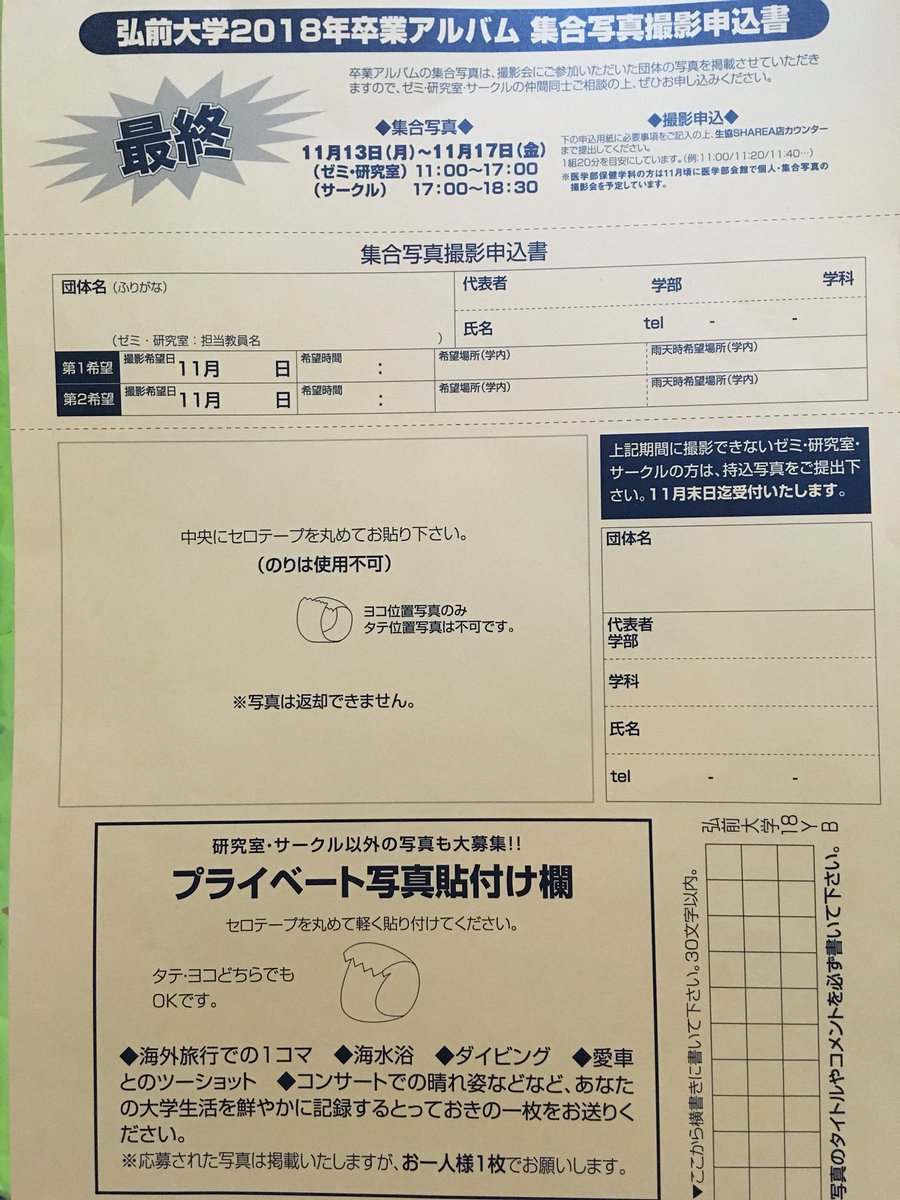 弘前大学2018年卒業アルバム 集合写真撮影申込書
最終
卒業アルバムの集合写真は、撮影会にご参加いただいた団体の写真を掲載させていただき
ますので、ゼミ・研究室・サークルの仲間同士ご相談の上、ぜひお申し込みください。
◆集合写真◆
11月13日(月)～11月17日(金)
(ゼミ・研究室) 11:00～17:00
(サークル) 17:00～18:30
◆撮影申込◆
下の申込用紙に必要事項をご記入の上、生協SHAREA店カウンター
まで提出してください。
1組20分を目安にしています。(例:11:00/11:20/11:40…)
※医学部保健学科の方は11月頃に医学部会館で個人・集合写真の
撮影会を予定しています。
集合写真撮影申込書
団体名 (ふりがな)
(ゼミ・研究室:担当教員名 )
代表者 学部 学科
氏名 tel - -
第1希望 撮影希望日 11月 日 希望時間 : 希望場所(学内) 雨天時希望場所(学内)
第2希望 撮影希望日 11月 日 希望時間 : 希望場所(学内) 雨天時希望場所(学内)
中央にセロテープを丸めてお貼り下さい。
(のりは使用不可)
ヨコ位置写真のみ
タテ位置写真は不可です。
※写真は返却できません。
上記期間に撮影できないゼミ・研究室・
サークルの方は、持込写真をご提出下
さい。11月末日迄受付いたします。
団体名
代表者
学部
学科
氏名
tel - -
研究室・サークル以外の写真も大募集!!
プライベート写真貼付け欄
セロテープを丸めて軽く貼り付けてください。
タテ・ヨコどちらでも
OKです。
◆海外旅行での1コマ ◆海水浴 ◆ダイビング ◆愛車
とのツーショット ◆コンサートでの晴れ姿などなど、あなた
の大学生活を鮮やかに記録するとっておきの一枚をお送りく
ださい。
※応募された写真は掲載いたしますが、お一人様1枚でお願いします。
弘前大学18YB
▼ここから横書きに書いて下さい。30文字以内。
写真のタイトルやコメントを必ず書いて下さい。